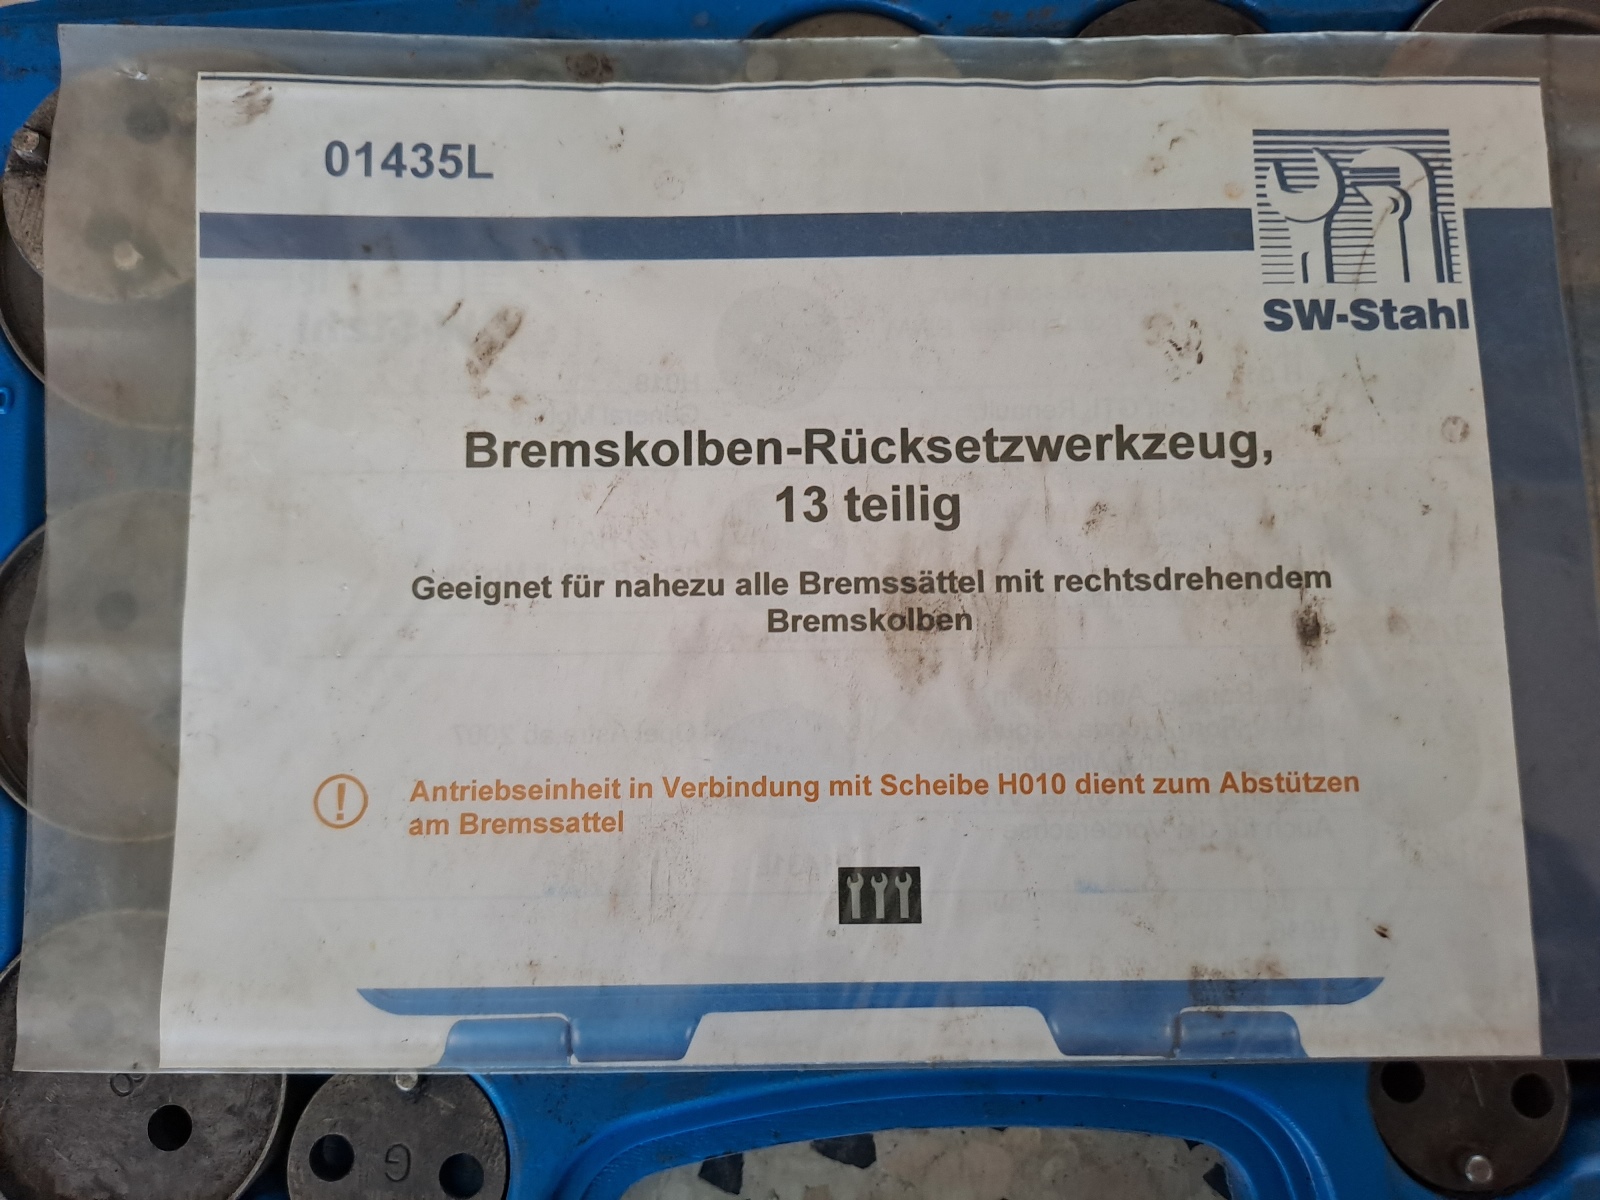 01435L
SW-Stahl
Bremskolben-Rücksetzwerkzeug,
13 teilig
Geeignet für nahezu alle Bremssättel mit rechtsdrehendem
Bremskolben
! Antriebseinheit in Verbindung mit Scheibe H010 dient zum Abstützen
am Bremssattel
G